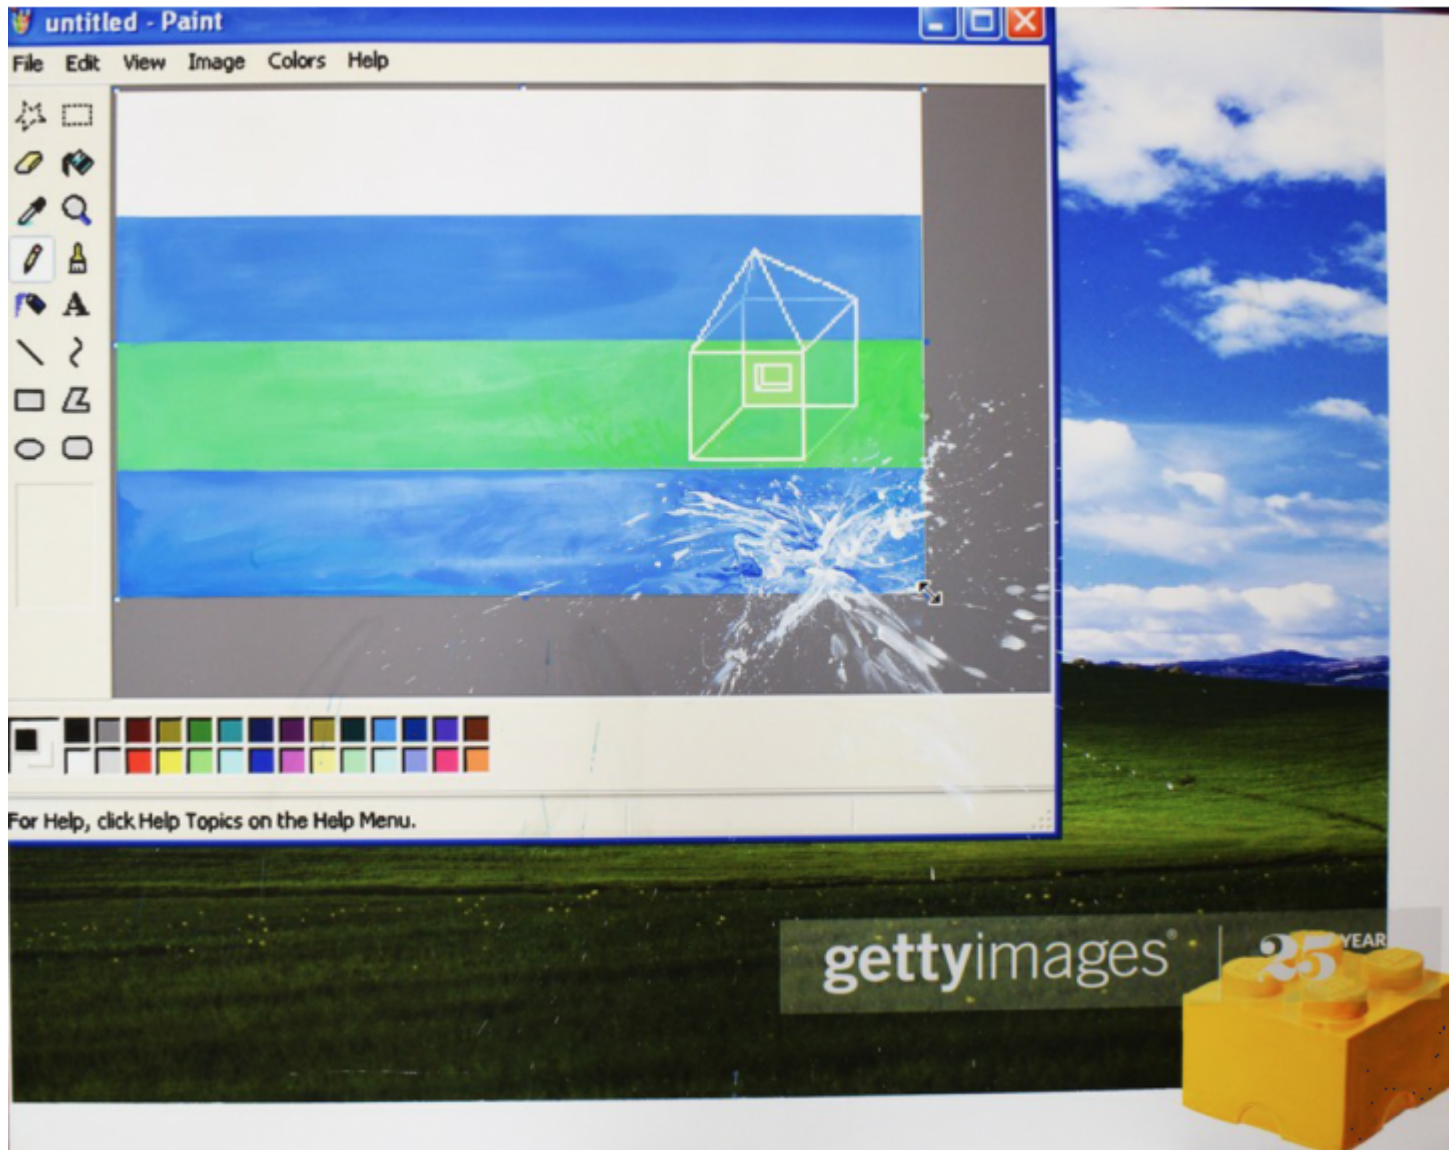 untitled - Paint
File Edit View Image Colors Help
A
For Help, click Help Topics on the Help Menu.
gettyimages®
25 YEAR